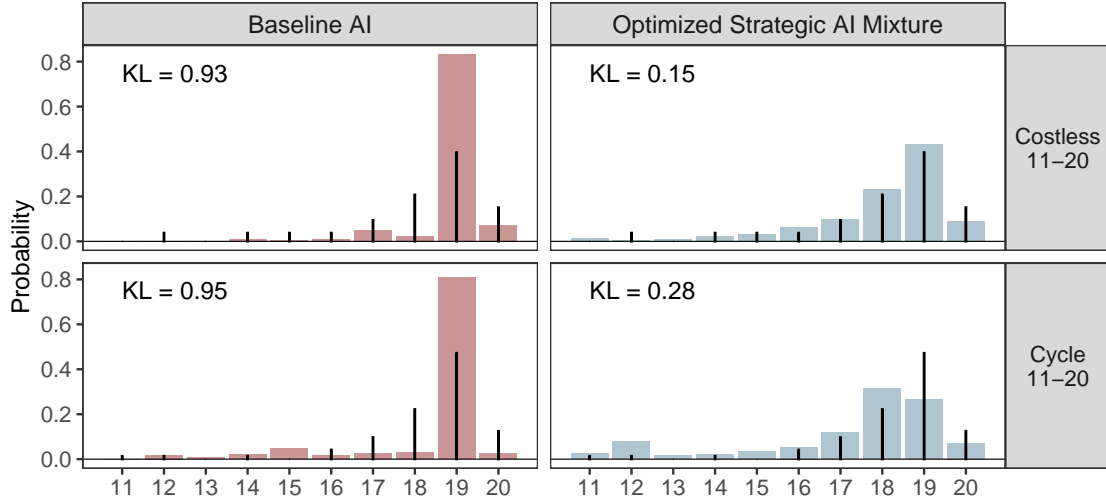 Baseline AI
Optimized Strategic AI Mixture
Probability
0.8
0.6
0.4
0.2
0.0
KL = 0.93
KL = 0.15
Costless
11−20
0.8
0.6
0.4
0.2
0.0
KL = 0.95
KL = 0.28
Cycle
11−20
11 12 13 14 15 16 17 18 19 20
11 12 13 14 15 16 17 18 19 20